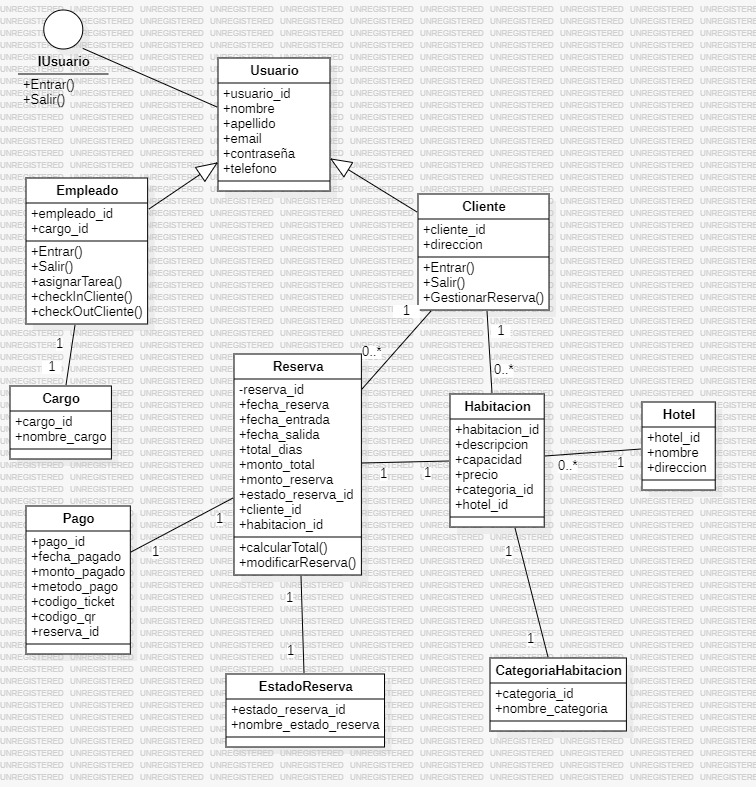 IUsuario
+Entrar()
+Salir()
Usuario
+usuario_id
+nombre
+apellido
+email
+contraseña
+telefono
Empleado
+empleado_id
+cargo_id
+Entrar()
+Salir()
+asignarTarea()
+checkInCliente()
+checkOutCliente()
Cliente
+cliente_id
+direccion
+Entrar()
+Salir()
+GestionarReserva()
1
1
1
0..*
1
0..*
Cargo
+cargo_id
+nombre_cargo
Reserva
-reserva_id
+fecha_reserva
+fecha_entrada
+fecha_salida
+total_dias
+monto_total
+monto_reserva
+estado_reserva_id
+cliente_id
+habitacion_id
+calcularTotal()
+modificarReserva()
1
1
Habitacion
+habitacion_id
+descripcion
+capacidad
+precio
+categoria_id
+hotel_id
0..*
1
Hotel
+hotel_id
+nombre
+direccion
Pago
+pago_id
+fecha_pagado
+monto_pagado
+metodo_pago
+codigo_ticket
+codigo_qr
+reserva_id
1
1
1
1
1
1
EstadoReserva
+estado_reserva_id
+nombre_estado_reserva
CategoriaHabitacion
+categoria_id
+nombre_categoria
UNREGISTERED